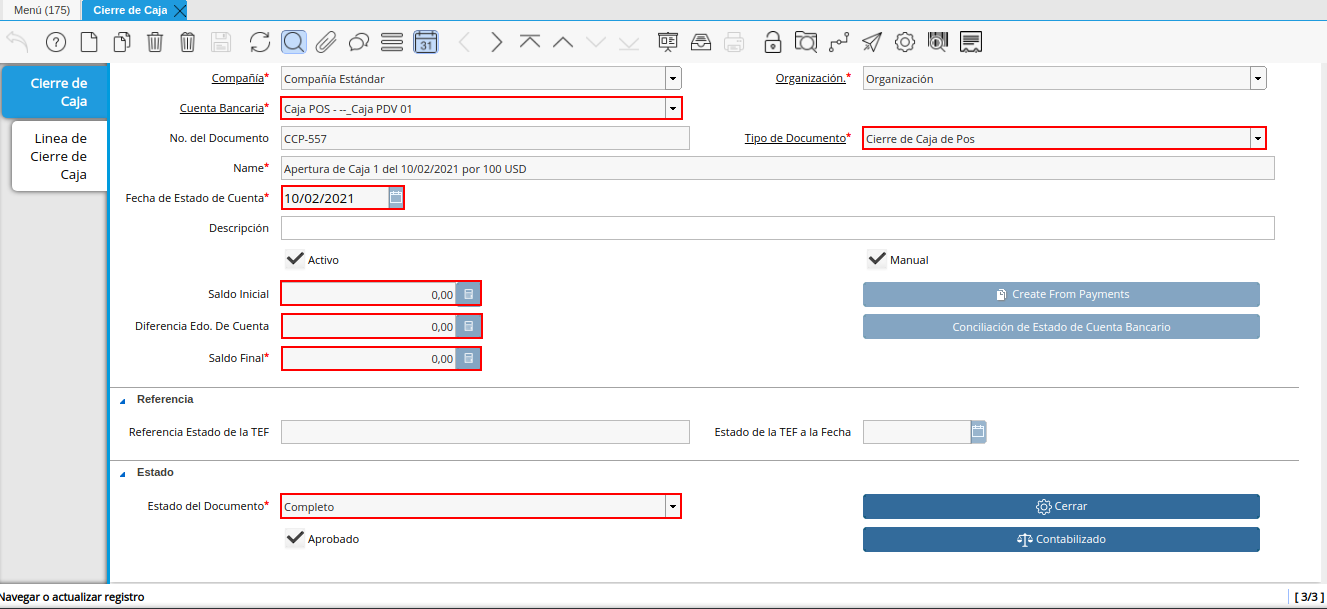 Menú (175)
Cierre de Caja
31
Cierre de
Caja
Linea de
Cierre de
Caja
Compañía* Compañía Estándar Organización.* Organización
Cuenta Bancaria* Caja POS - --_Caja PDV 01
No. del Documento CCP-557 Tipo de Documento* Cierre de Caja de Pos
Name* Apertura de Caja 1 del 10/02/2021 por 100 USD
Fecha de Estado de Cuenta* 10/02/2021
Descripción
Activo Manual
Saldo Inicial 0,00 Create From Payments
Diferencia Edo. De Cuenta 0,00 Conciliación de Estado de Cuenta Bancario
Saldo Final* 0,00
Referencia
Referencia Estado de la TEF Estado de la TEF a la Fecha
Estado
Estado del Documento* Completo Cerrar
Aprobado Contabilizado
Navegar o actualizar registro [ 3/3 ]